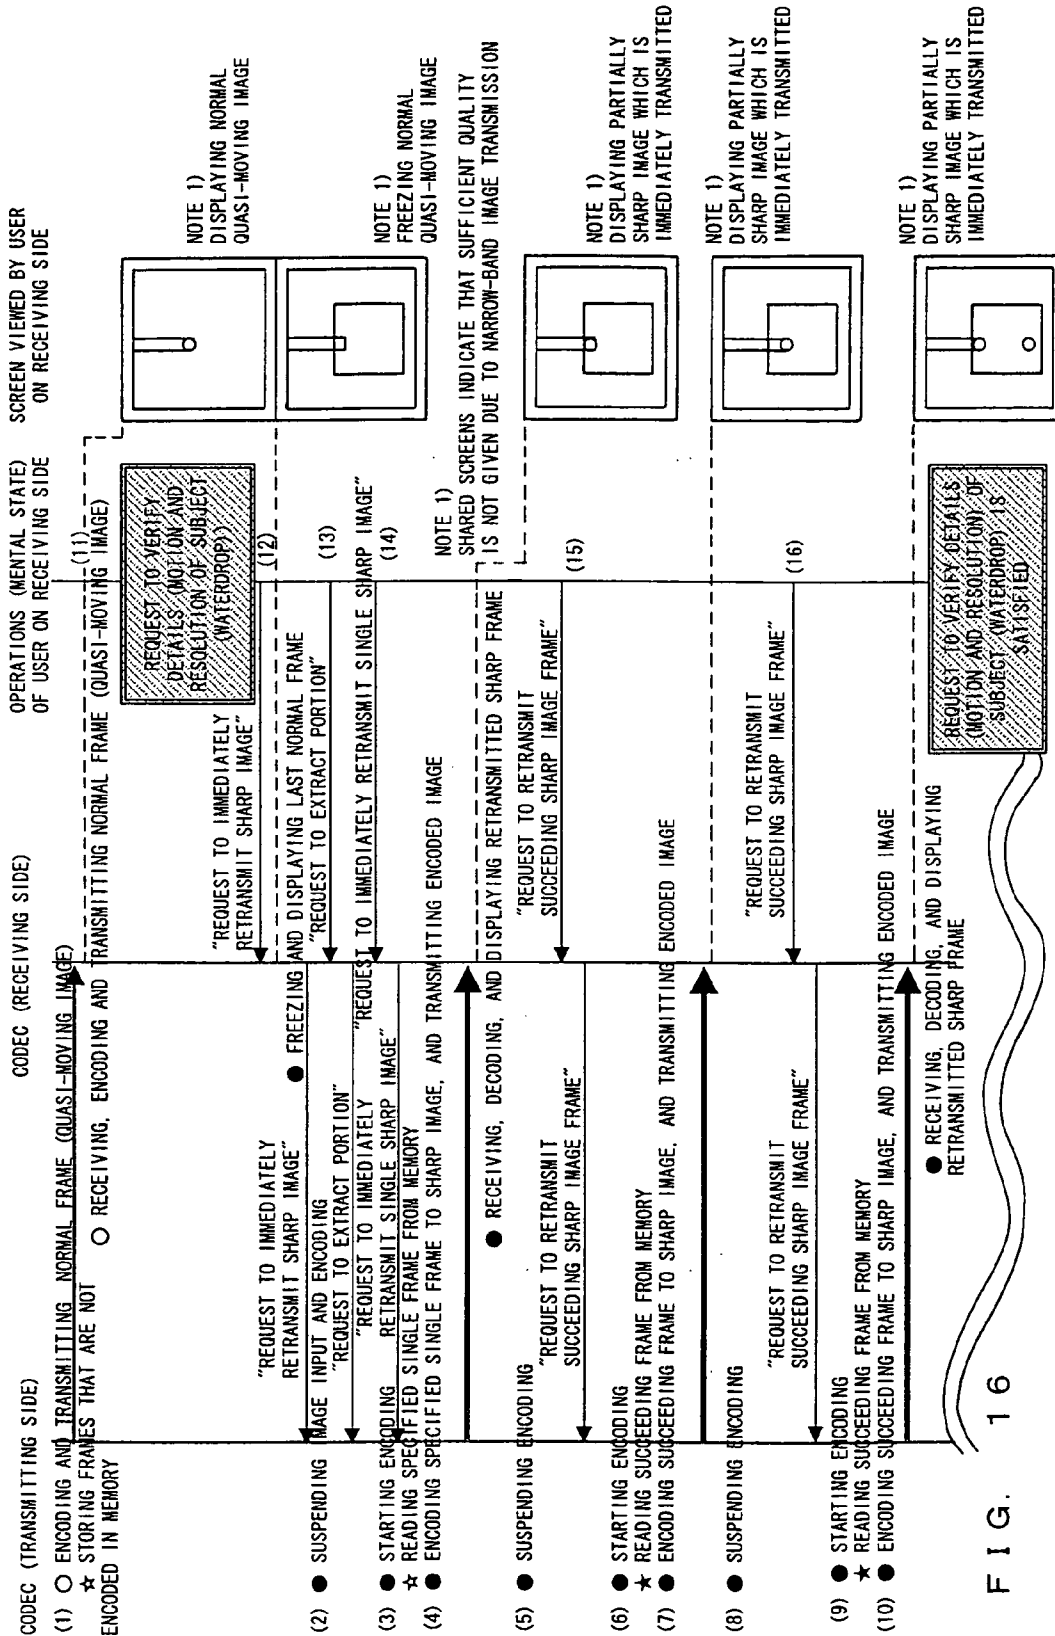 CODEC (TRANSMITTING SIDE)
CODEC (RECEIVING SIDE)
OPERATIONS (MENTAL STATE)
OF USER ON RECEIVING SIDE
SCREEN VIEWED BY USER
ON RECEIVING SIDE
(1) ○ ENCODING AND TRANSMITTING NORMAL FRAME (QUASI-MOVING IMAGE)
☆ STORING FRAMES THAT ARE NOT
ENCODED IN MEMORY
○ RECEIVING, ENCODING AND TRANSMITTING NORMAL FRAME (QUASI-MOVING IMAGE)
(11)
REQUEST TO VERIFY
DETAILS (MOTION AND
RESOLUTION OF SUBJECT
(WATERDROP))
NOTE 1)
DISPLAYING NORMAL
QUASI-MOVING IMAGE
"REQUEST TO IMMEDIATELY
RETRANSMIT SHARP IMAGE"
(12)
"REQUEST TO IMMEDIATELY
RETRANSMIT SHARP IMAGE"
● FREEZING AND DISPLAYING LAST NORMAL FRAME
(2) ● SUSPENDING IMAGE INPUT AND ENCODING
"REQUEST TO EXTRACT PORTION"
(13)
"REQUEST TO EXTRACT PORTION"
"REQUEST TO IMMEDIATELY RETRANSMIT SINGLE SHARP IMAGE"
(14)
"REQUEST TO IMMEDIATELY
RETRANSMIT SINGLE SHARP IMAGE"
NOTE 1)
FREEZING NORMAL
QUASI-MOVING IMAGE
(3) ● STARTING ENCODING
☆ READING SPECIFIED SINGLE FRAME FROM MEMORY
(4) ● ENCODING SPECIFIED SINGLE FRAME TO SHARP IMAGE, AND TRANSMITTING ENCODED IMAGE
NOTE 1)
SHARED SCREENS INDICATE THAT SUFICIENT QUALITY
IS NOT GIVEN DUE TO NARROW-BAND IMAGE TRANSMISSION
● RECEIVING, DECODING, AND DISPLAYING RETRANSMITTED SHARP FRAME
(5) ● SUSPENDING ENCODING
"REQUEST TO RETRANSMIT
SUCCEEDING SHARP IMAGE FRAME"
(15)
"REQUEST TO RETRANSMIT
SUCCEEDING SHARP IMAGE FRAME"
NOTE 1)
DISPLAYING PARTIALLY
SHARP IMAGE WHICH IS
IMMEDIATELY TRANSMITTED
(6) ● STARTING ENCODING
★ READING SUCCEEDING FRAME FROM MEMORY
(7) ● ENCODING SUCCEEDING FRAME TO SHARP IMAGE, AND TRANSMITTING ENCODED IMAGE
NOTE 1)
DISPLAYING PARTIALLY
SHARP IMAGE WHICH IS
IMMEDIATELY TRANSMITTED
(8) ● SUSPENDING ENCODING
"REQUEST TO RETRANSMIT
SUCCEEDING SHARP IMAGE FRAME"
(16)
"REQUEST TO RETRANSMIT
SUCCEEDING SHARP IMAGE FRAME"
(9) ● STARTING ENCODING
★ READING SUCCEEDING FRAME FROM MEMORY
(10) ● ENCODING SUCCEEDING FRAME TO SHARP IMAGE, AND TRANSMITTING ENCODED IMAGE
NOTE 1)
DISPLAYING PARTIALLY
SHARP IMAGE WHICH IS
IMMEDIATELY TRANSMITTED
● RECEIVING, DECODING, AND DISPLAYING
RETRANSMITTED SHARP FRAME
REQUEST TO VERIFY DETAILS
(MOTION AND RESOLUTION) OF
SUBJECT (WATERDROP) IS
SATISFIED
FIG. 16